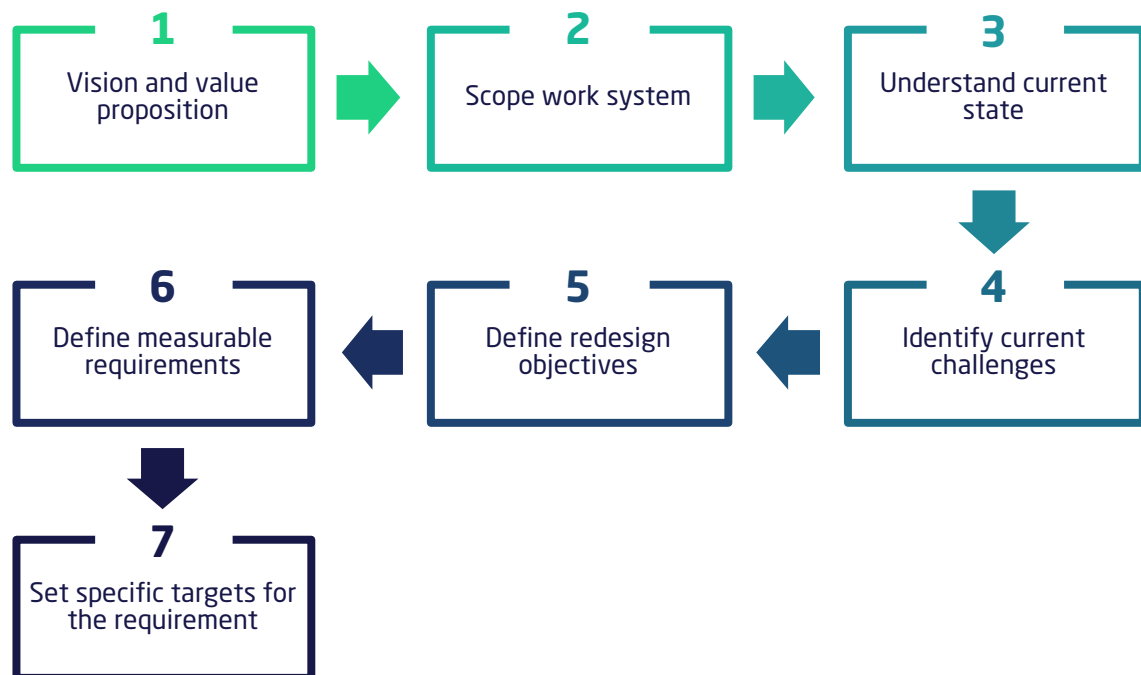 1
Vision and value
proposition
2
Scope work system
3
Understand current
state
4
Identify current
challenges
5
Define redesign
objectives
6
Define measurable
requirements
7
Set specific targets for
the requirement